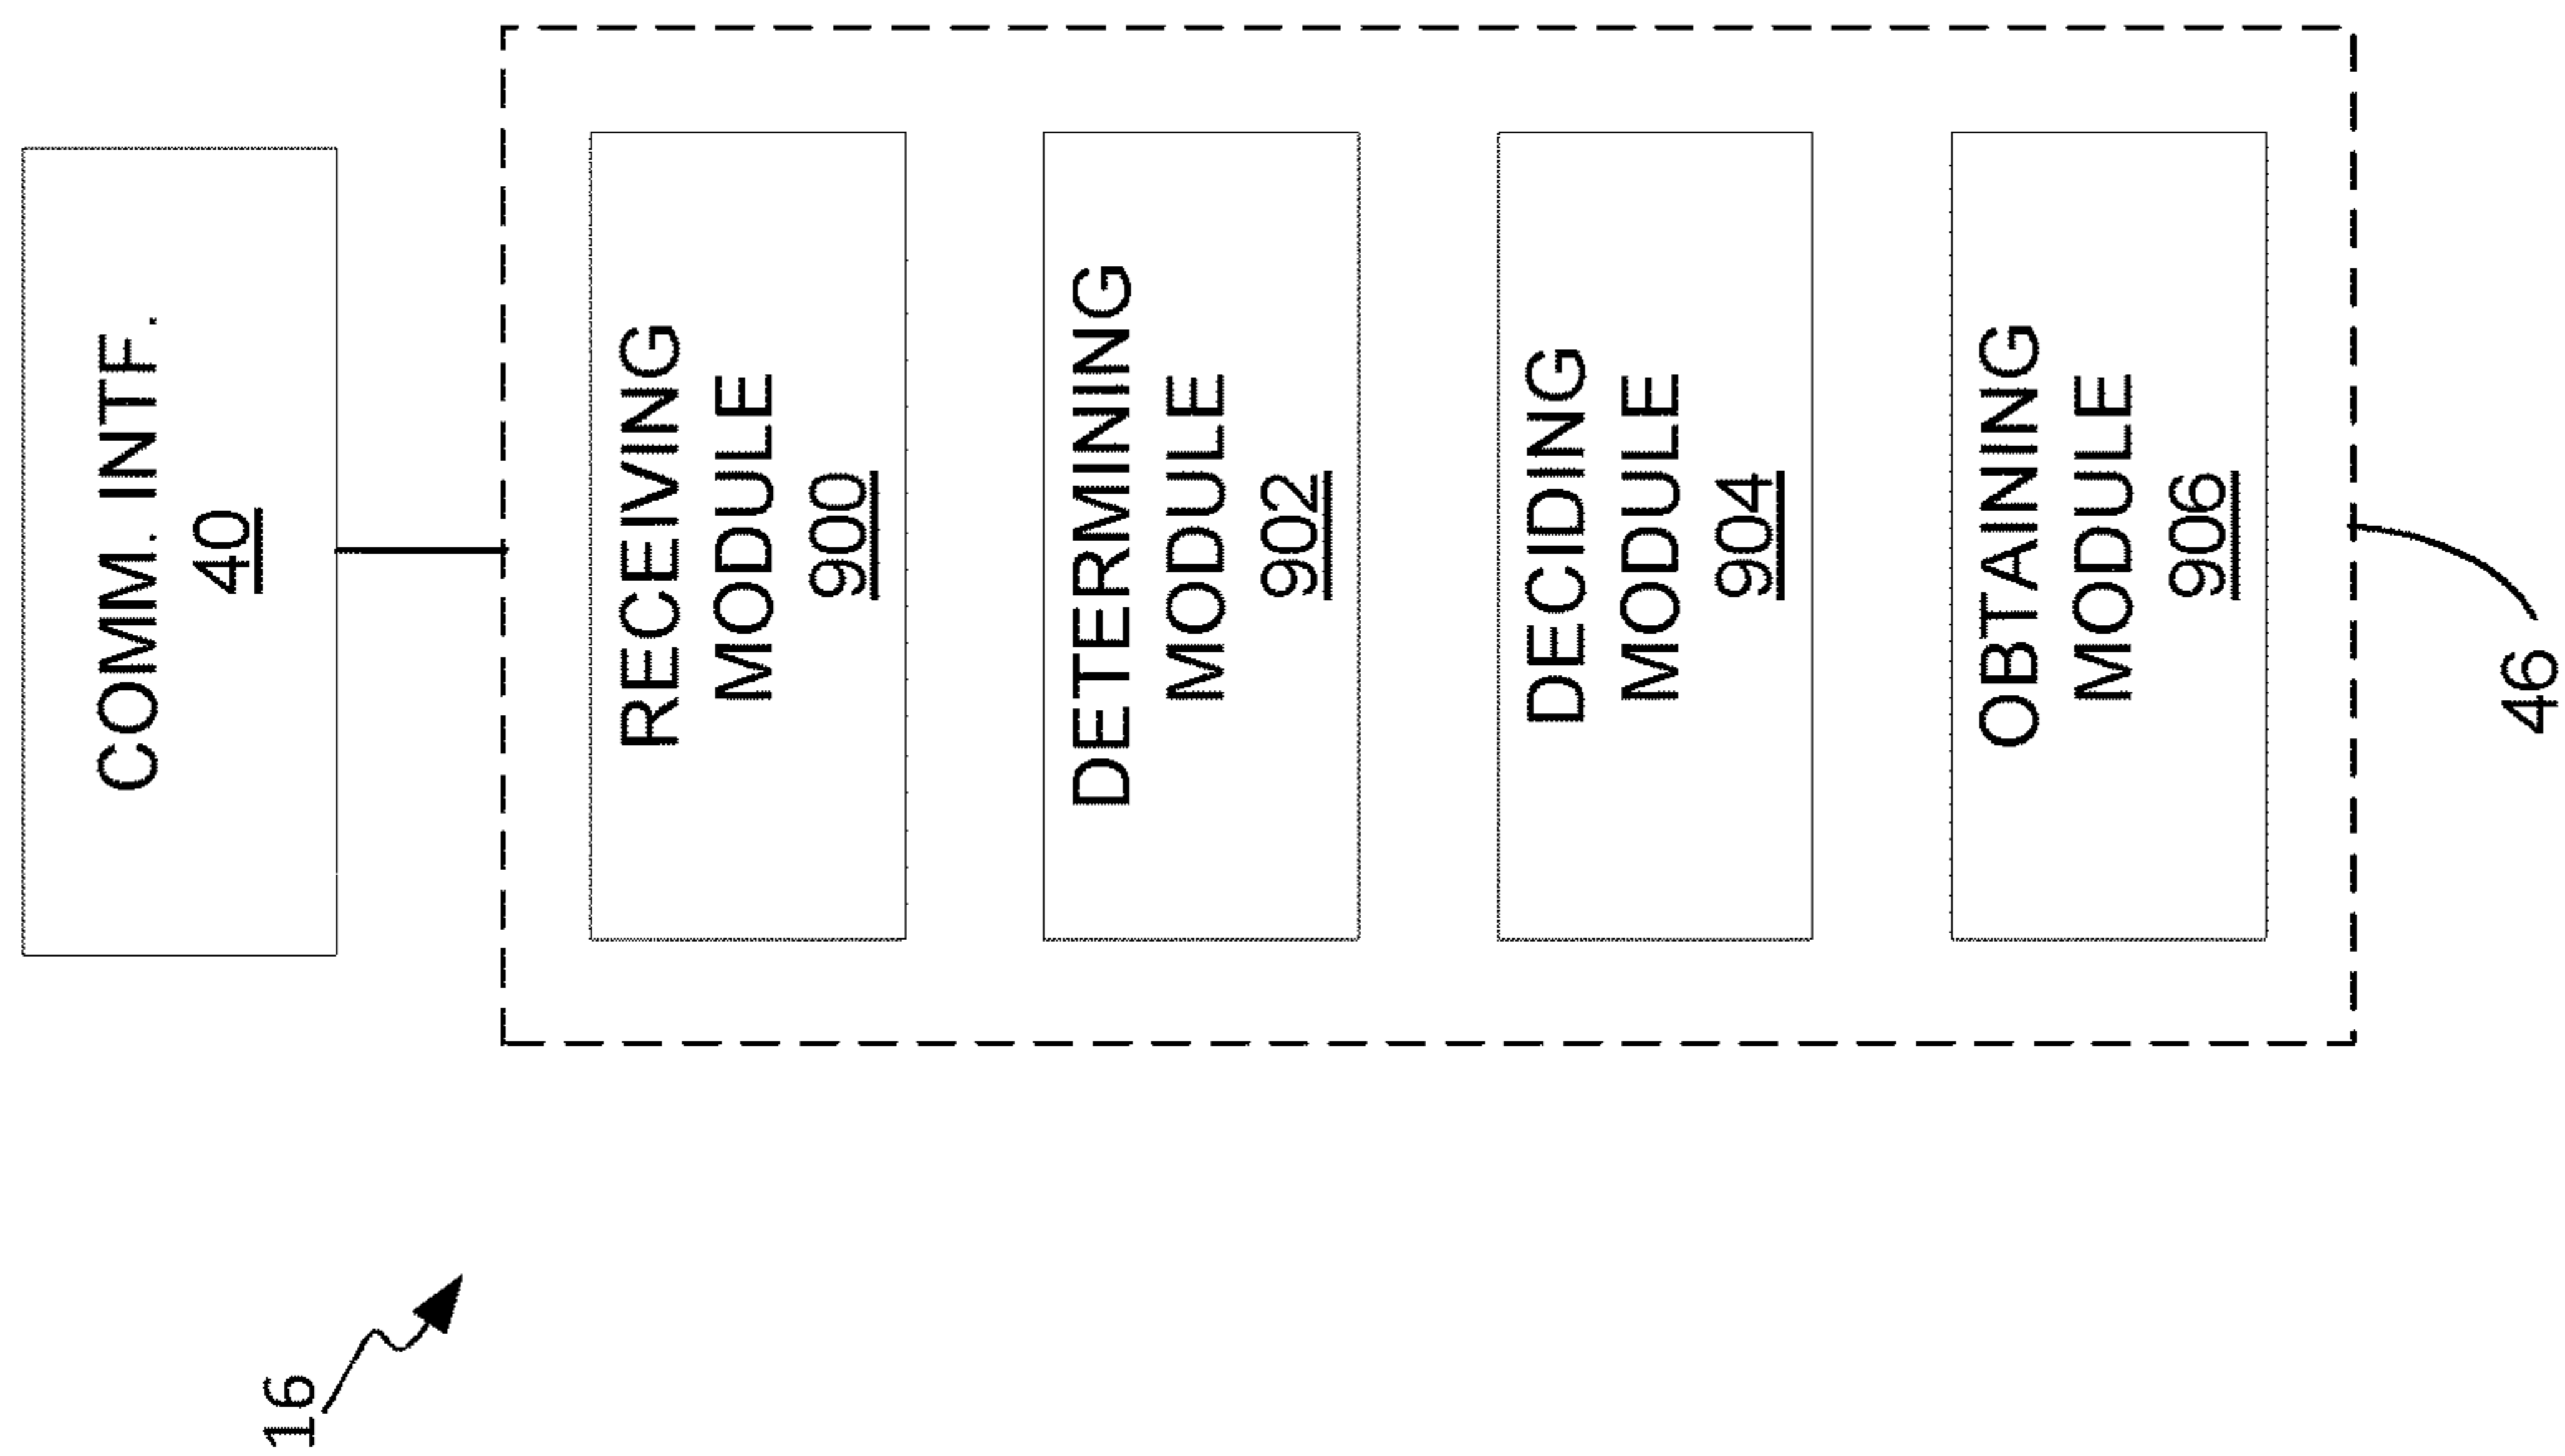 16
COMM. INTF.
40
RECEIVING
MODULE
900
DETERMINING
MODULE
902
DECIDING
MODULE
904
OBTAINING
MODULE
906
46